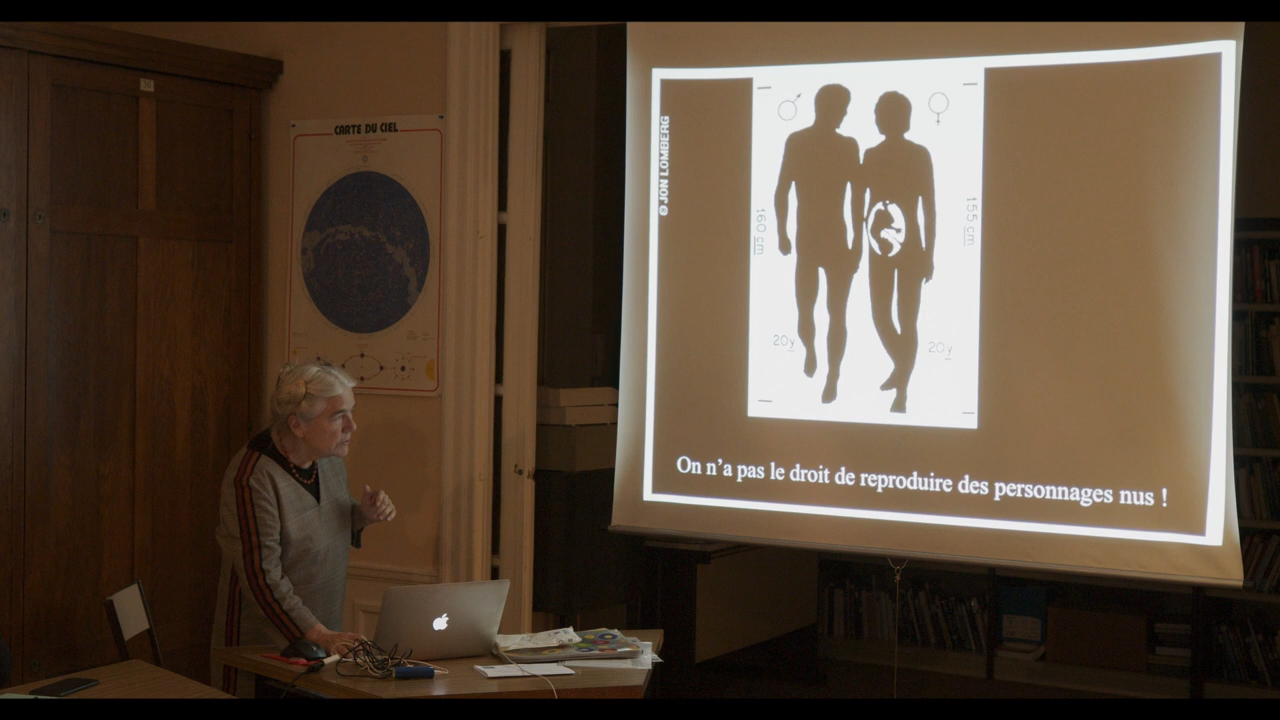 CARTE DU CIEL
© JON LOMBERG
160 cm
155 cm
20y
20y
On n'a pas le droit de reproduire des personnages nus !